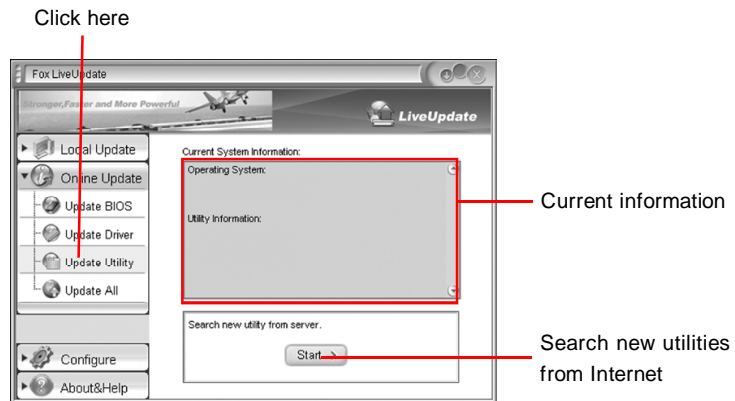 Click here
Fox LiveUpdate
Stronger,Faster and More Powerful
LiveUpdate
Local Update
Online Update
Update BIOS
Update Driver
Update Utility
Update All
Configure
About&Help
Current System Information:
Operating System:
Utility Information:
Search new utility from server.
Start >
Current information
Search new utilities
from Internet